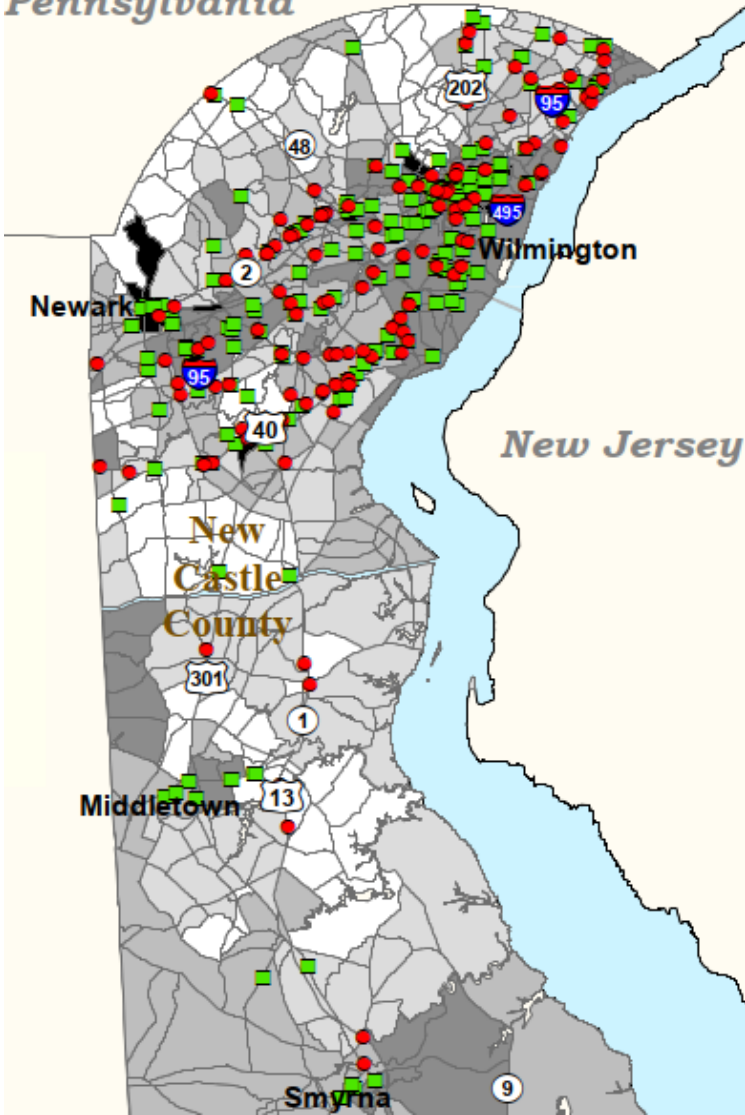 Pennsylvania
202
95
48
495
Wilmington
2
Newark
95
40
New Jersey
New
Castle
County
301
1
Middletown
13
Smyrna
9